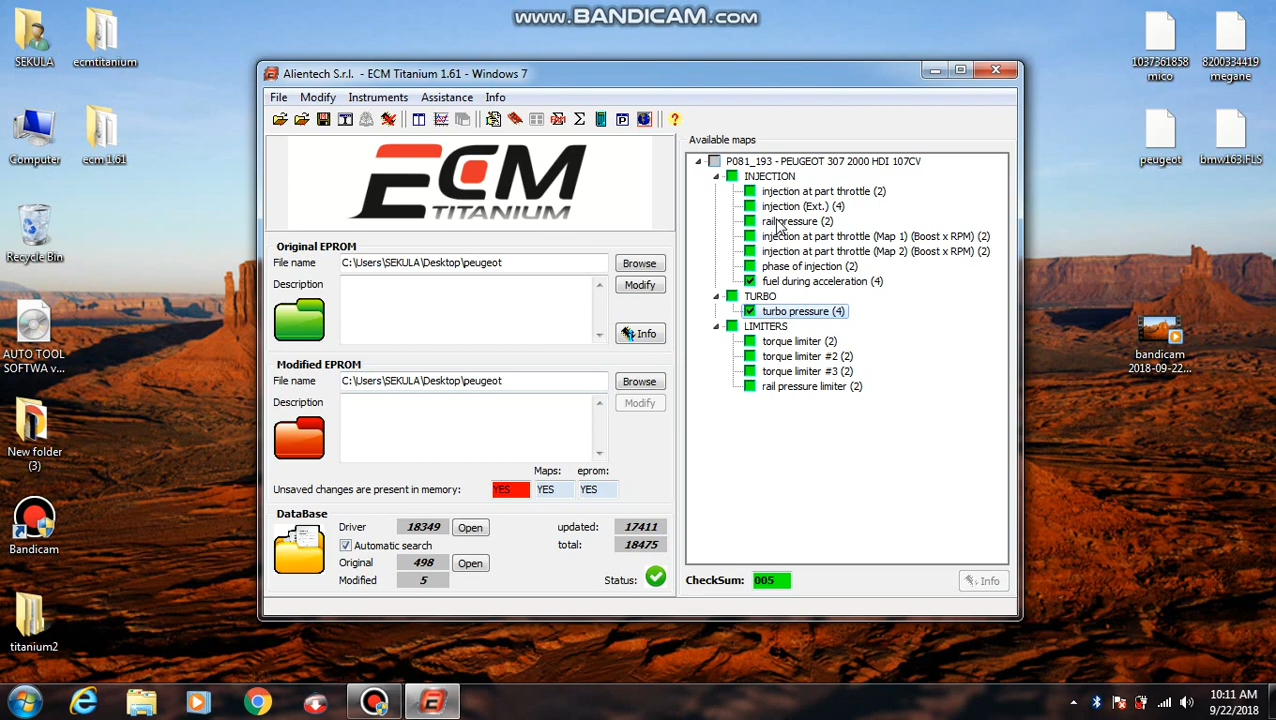 www.BANDICAM.com
SEKULA
ecmtitanium
Computer
ecm 1.61
Recycle Bin
AUTO TOOL
SOFTWA v...
New folder
(3)
Bandicam
titanium2
1037361858
mico
8200334419
megane
peugeot
bmw163.FLS
bandicam
2018-09-22...
Alientech S.r.l. - ECM Titanium 1.61 - Windows 7
File Modify Instruments Assistance Info
ECM
TITANIUM
Original EPROM
File name C:\Users\SEKULA\Desktop\peugeot Browse
Description Modify
Info
Modified EPROM
File name C:\Users\SEKULA\Desktop\peugeot Browse
Description Modify
Maps: eprom:
Unsaved changes are present in memory: YES YES YES
DataBase
Driver 18349 Open updated: 17411
Automatic search total: 18475
Original 498 Open
Modified 5 Status:
Available maps
P081_193 - PEUGEOT 307 2000 HDI 107CV
INJECTION
injection at part throttle (2)
injection (Ext.) (4)
rail pressure (2)
injection at part throttle (Map 1) (Boost x RPM) (2)
injection at part throttle (Map 2) (Boost x RPM) (2)
phase of injection (2)
fuel during acceleration (4)
TURBO
turbo pressure (4)
LIMITERS
torque limiter (2)
torque limiter #2 (2)
torque limiter #3 (2)
rail pressure limiter (2)
CheckSum: 005 Info
10:11 AM
9/22/2018